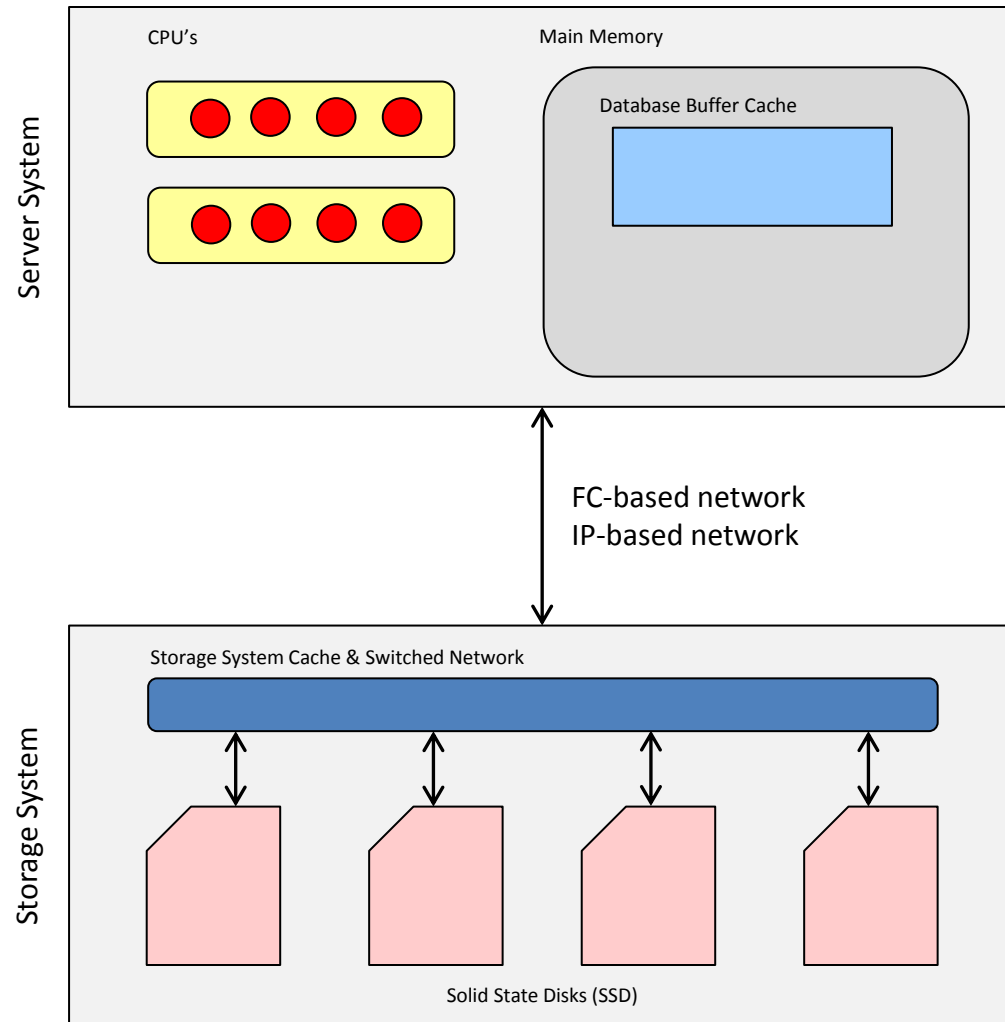 CPU's
Main Memory
Database Buffer Cache
Server System
FC-based network
IP-based network
Storage System Cache & Switched Network
Storage System
Solid State Disks (SSD)